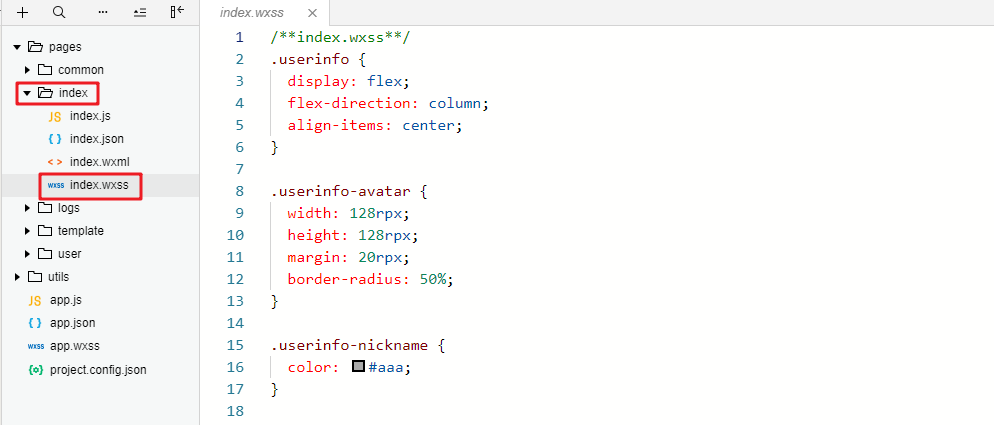 index.wxss
pages
common
index
JS index.js
{ } index.json
< > index.wxml
wxss index.wxss
logs
template
user
utils
JS app.js
{ } app.json
wxss app.wxss
{o} project.config.json
1 /**index.wxss**/
2 .userinfo {
3 display: flex;
4 flex-direction: column;
5 align-items: center;
6 }
7
8 .userinfo-avatar {
9 width: 128rpx;
10 height: 128rpx;
11 margin: 20rpx;
12 border-radius: 50%;
13 }
14
15 .userinfo-nickname {
16 color: #aaa;
17 }
18